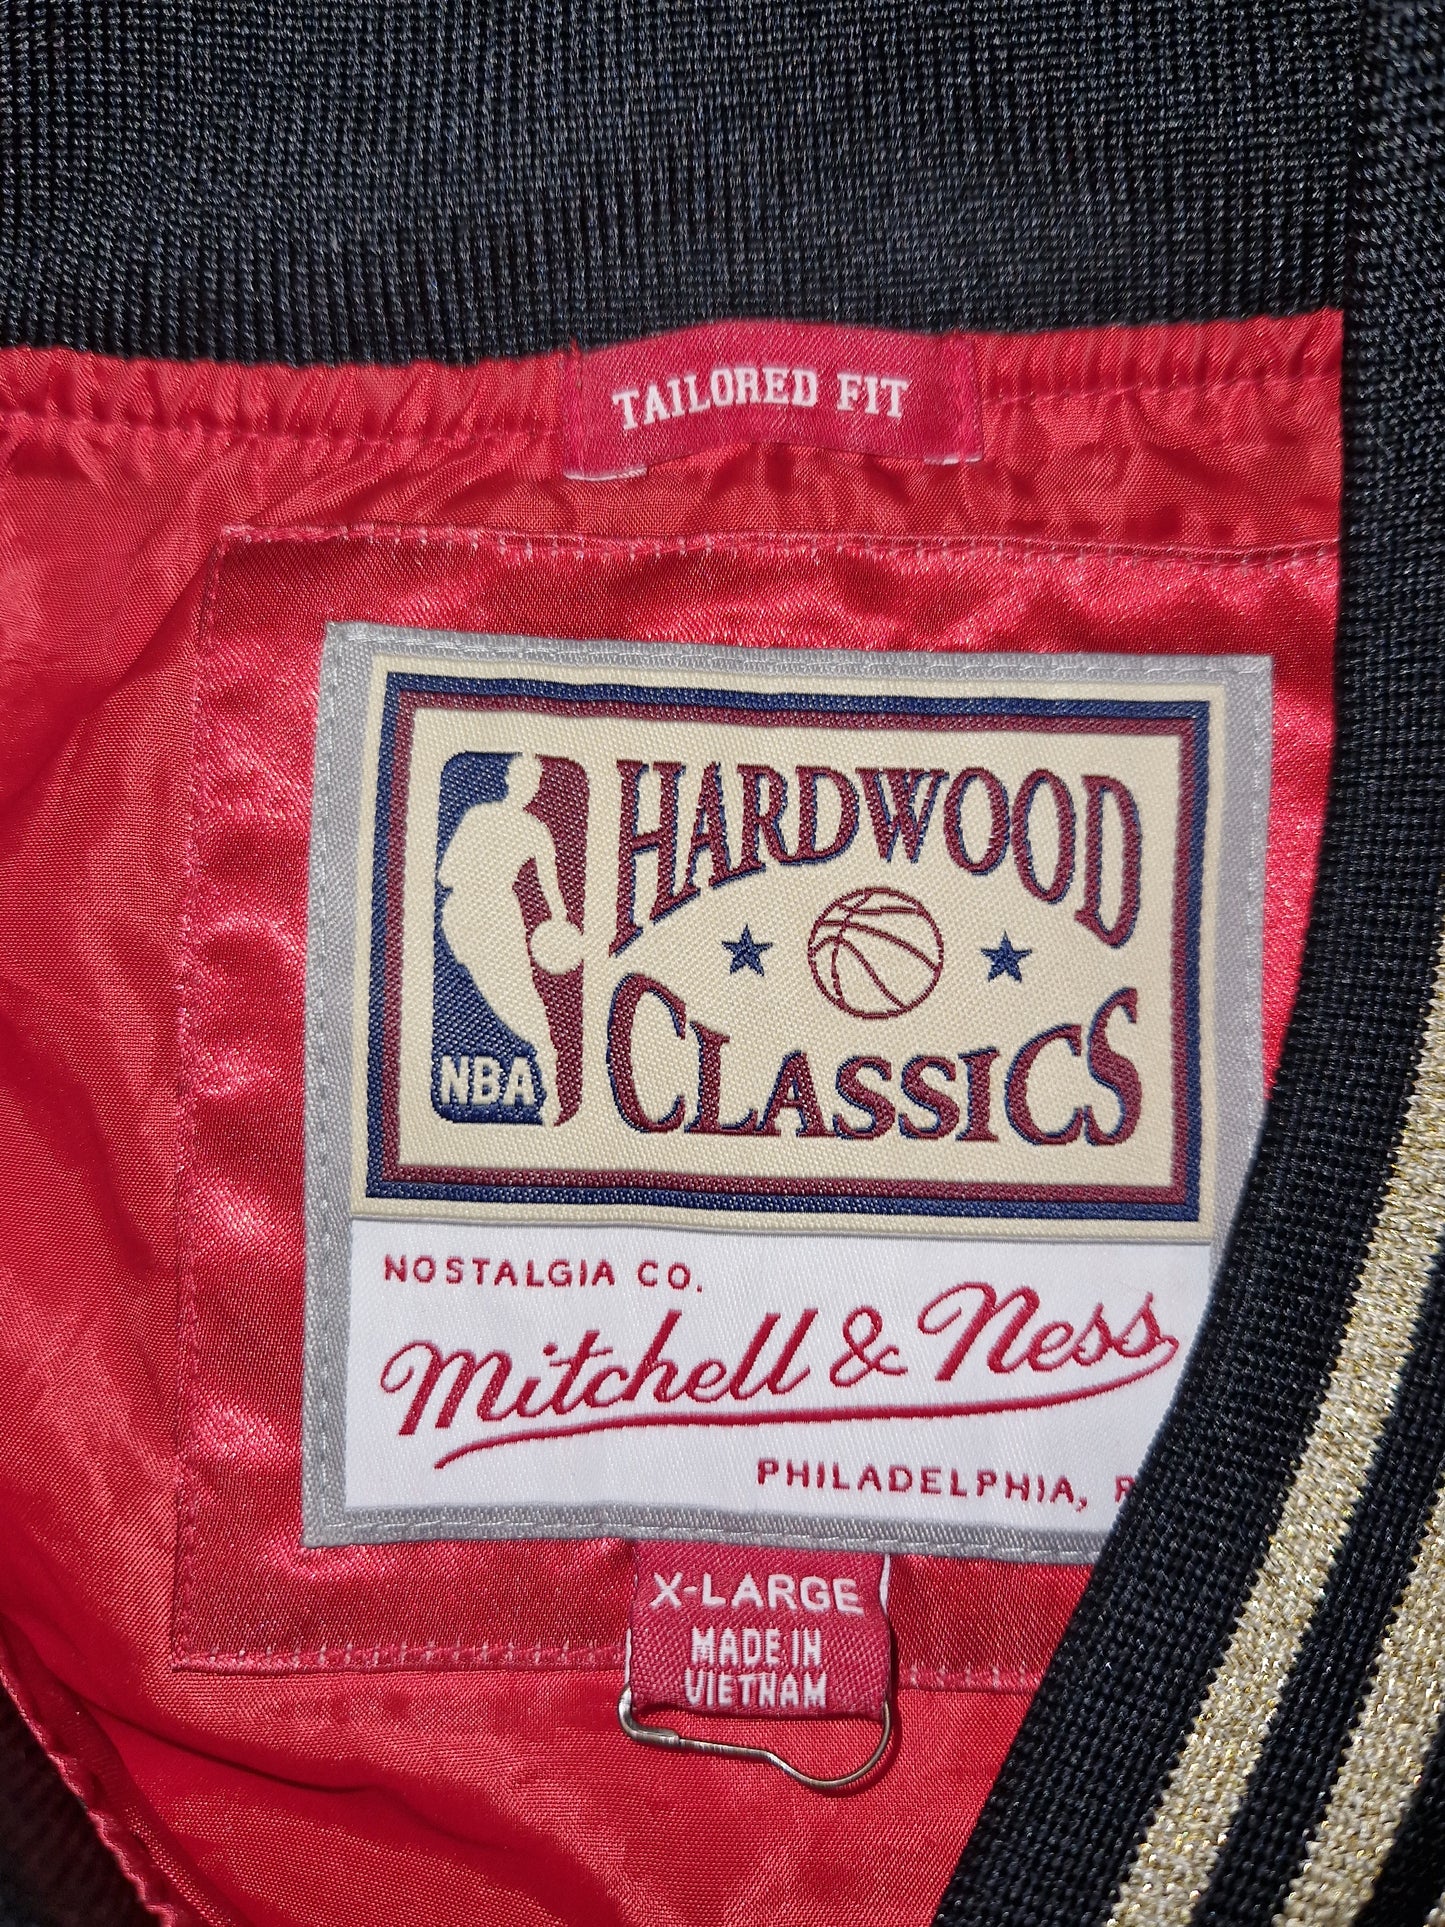 TAILORED FIT
HARDWOOD
CLASSICS
NBA
NOSTALGIA CO.
Mitchell & Ness
PHILADELPHIA,
X-LARGE
MADE IN
VIETNAM